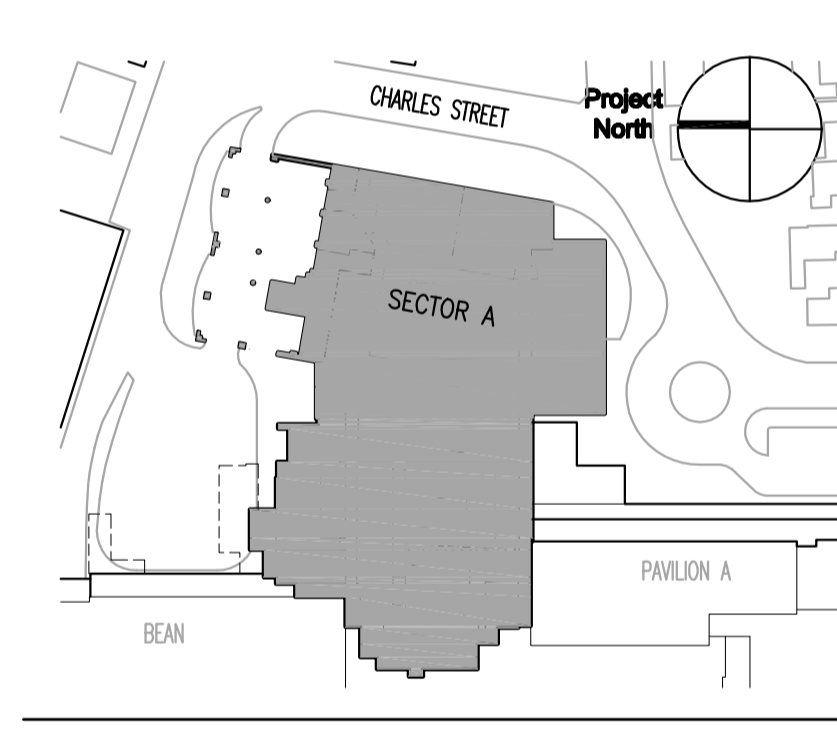 CHARLES STREET
Project
North
SECTOR A
PAVILION A
BEAN